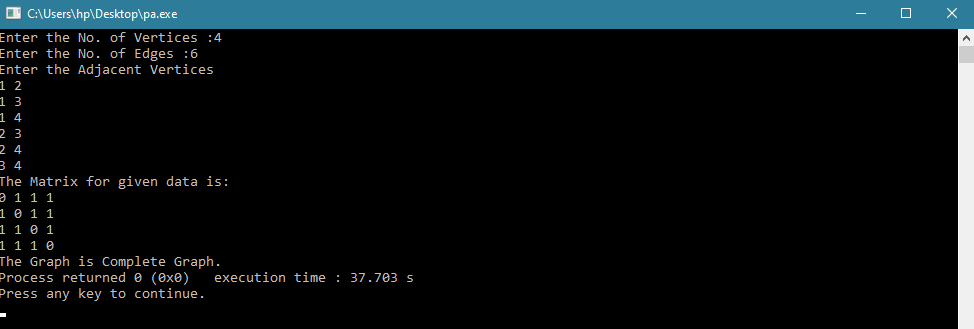 C:\Users\hp\Desktop\pa.exe
Enter the No. of Vertices :4
Enter the No. of Edges :6
Enter the Adjacent Vertices
1 2
1 3
1 4
2 3
2 4
3 4
The Matrix for given data is:
0 1 1 1
1 0 1 1
1 1 0 1
1 1 1 0
The Graph is Complete Graph.
Process returned 0 (0x0)   execution time : 37.703 s
Press any key to continue.